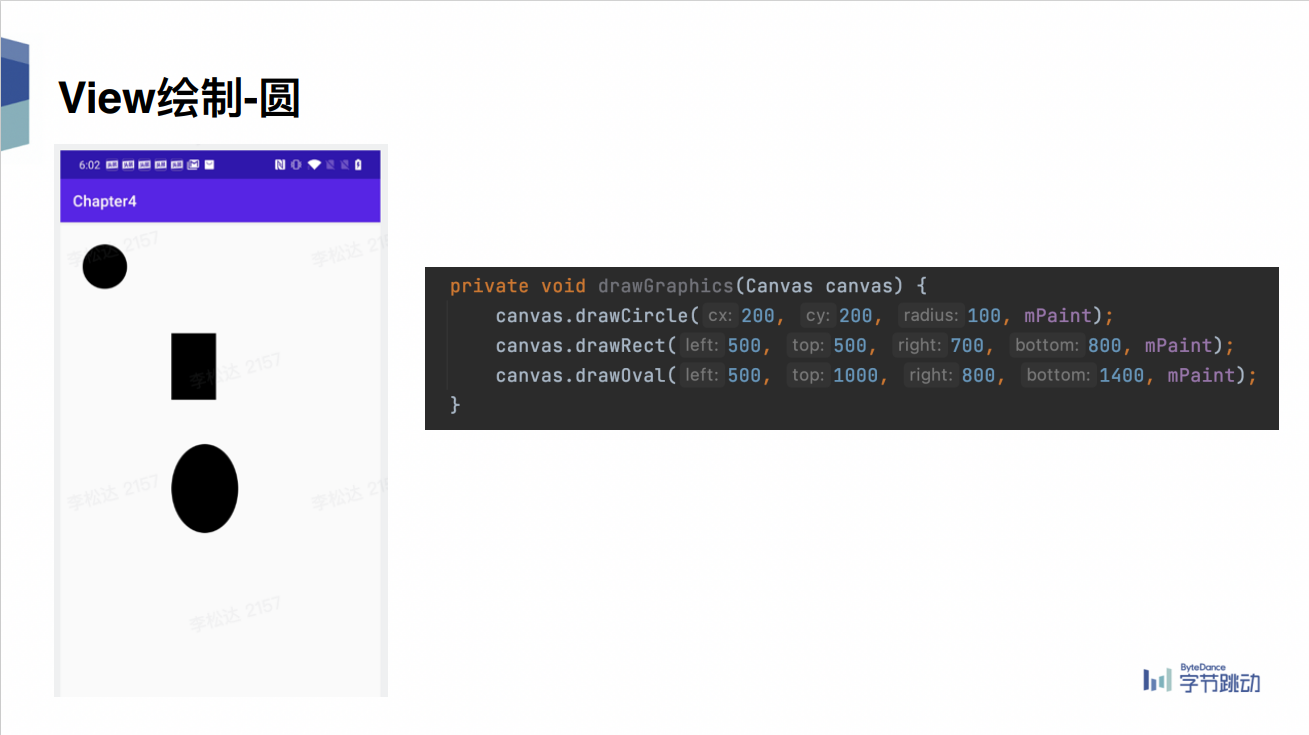 View绘制-圆
6:02
Chapter4
李松达 2157
李松达 2157
李松达 2157
李松达 2157
李松达 2157
李松达 2157
private void drawGraphics(Canvas canvas) {
canvas.drawCircle( cx: 200, cy: 200, radius: 100, mPaint);
canvas.drawRect( left: 500, top: 500, right: 700, bottom: 800, mPaint);
canvas.drawOval( left: 500, top: 1000, right: 800, bottom: 1400, mPaint);
}
ByteDance
字节跳动